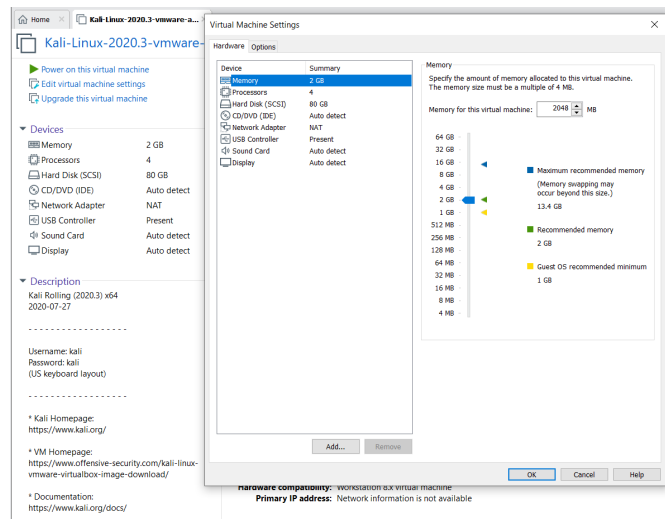 Home
Kali-Linux-2020.3-vmware-a...
Kali-Linux-2020.3-vmware-
Power on this virtual machine
Edit virtual machine settings
Upgrade this virtual machine
Devices
Memory 2 GB
Processors 4
Hard Disk (SCSI) 80 GB
CD/DVD (IDE) Auto detect
Network Adapter NAT
USB Controller Present
Sound Card Auto detect
Display Auto detect
Description
Kali Rolling (2020.3) x64
2020-07-27
- - - - - - - - - - - - - - - - - -
Username: kali
Password: kali
(US keyboard layout)
- - - - - - - - - - - - - - - - - -
* Kali Homepage:
https://www.kali.org/
* VM Homepage:
https://www.offensive-security.com/kali-linux-
vmware-virtualbox-image-download/
* Documentation:
https://www.kali.org/docs/
Virtual Machine Settings
Hardware Options
Device Summary
Memory 2 GB
Processors 4
Hard Disk (SCSI) 80 GB
CD/DVD (IDE) Auto detect
Network Adapter NAT
USB Controller Present
Sound Card Auto detect
Display Auto detect
Add... Remove
Memory
Specify the amount of memory allocated to this virtual machine.
The memory size must be a multiple of 4 MB.
Memory for this virtual machine: 2048 MB
64 GB
32 GB
16 GB
8 GB
4 GB
2 GB
1 GB
512 MB
256 MB
128 MB
64 MB
32 MB
16 MB
8 MB
4 MB
Maximum recommended memory
(Memory swapping may
occur beyond this size.)
13.4 GB
Recommended memory
2 GB
Guest OS recommended minimum
1 GB
OK Cancel Help
Hardware compatibility: Workstation 8.x virtual machine
Primary IP address: Network information is not available